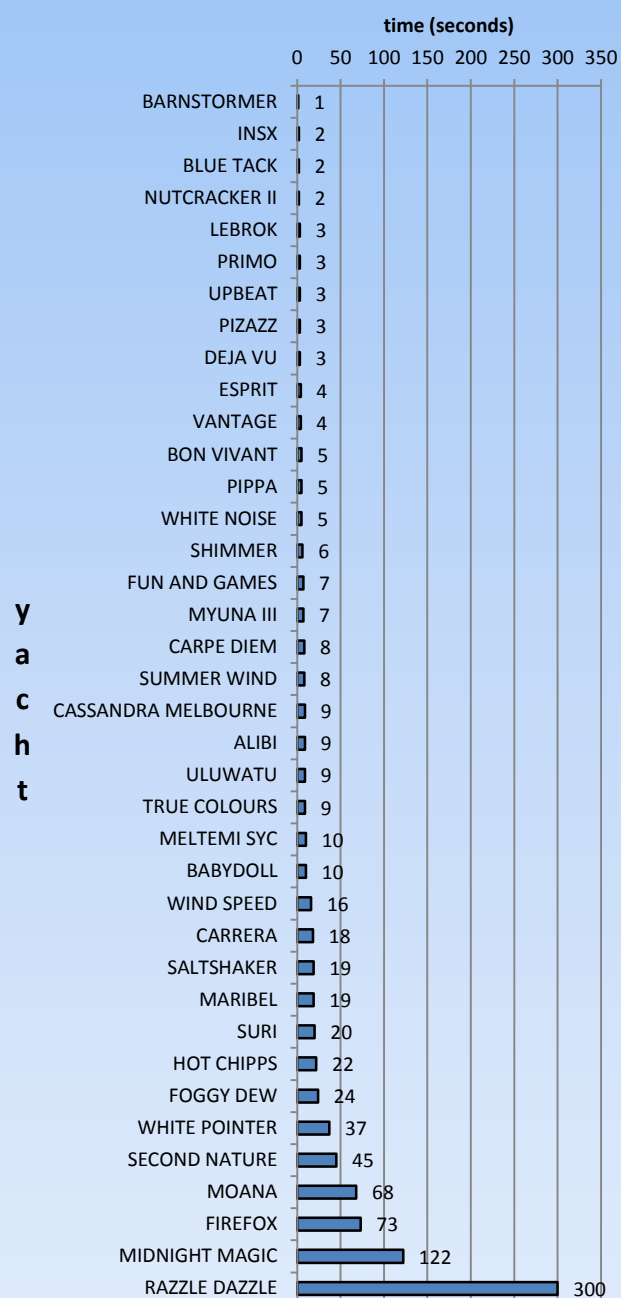 time (seconds)
0 50 100 150 200 250 300 350
yacht
BARNSTORMER 1
INSX 2
BLUE TACK 2
NUTCRACKER II 2
LEBROK 3
PRIMO 3
UPBEAT 3
PIZAZZ 3
DEJA VU 3
ESPRIT 4
VANTAGE 4
BON VIVANT 5
PIPPA 5
WHITE NOISE 5
SHIMMER 6
FUN AND GAMES 7
MYUNA III 7
CARPE DIEM 8
SUMMER WIND 8
CASSANDRA MELBOURNE 9
ALIBI 9
ULUWATU 9
TRUE COLOURS 9
MELTEMI SYC 10
BABYDOLL 10
WIND SPEED 16
CARRERA 18
SALTSHAKER 19
MARIBEL 19
SURI 20
HOT CHIPPS 22
FOGGY DEW 24
WHITE POINTER 37
SECOND NATURE 45
MOANA 68
FIREFOX 73
MIDNIGHT MAGIC 122
RAZZLE DAZZLE 300